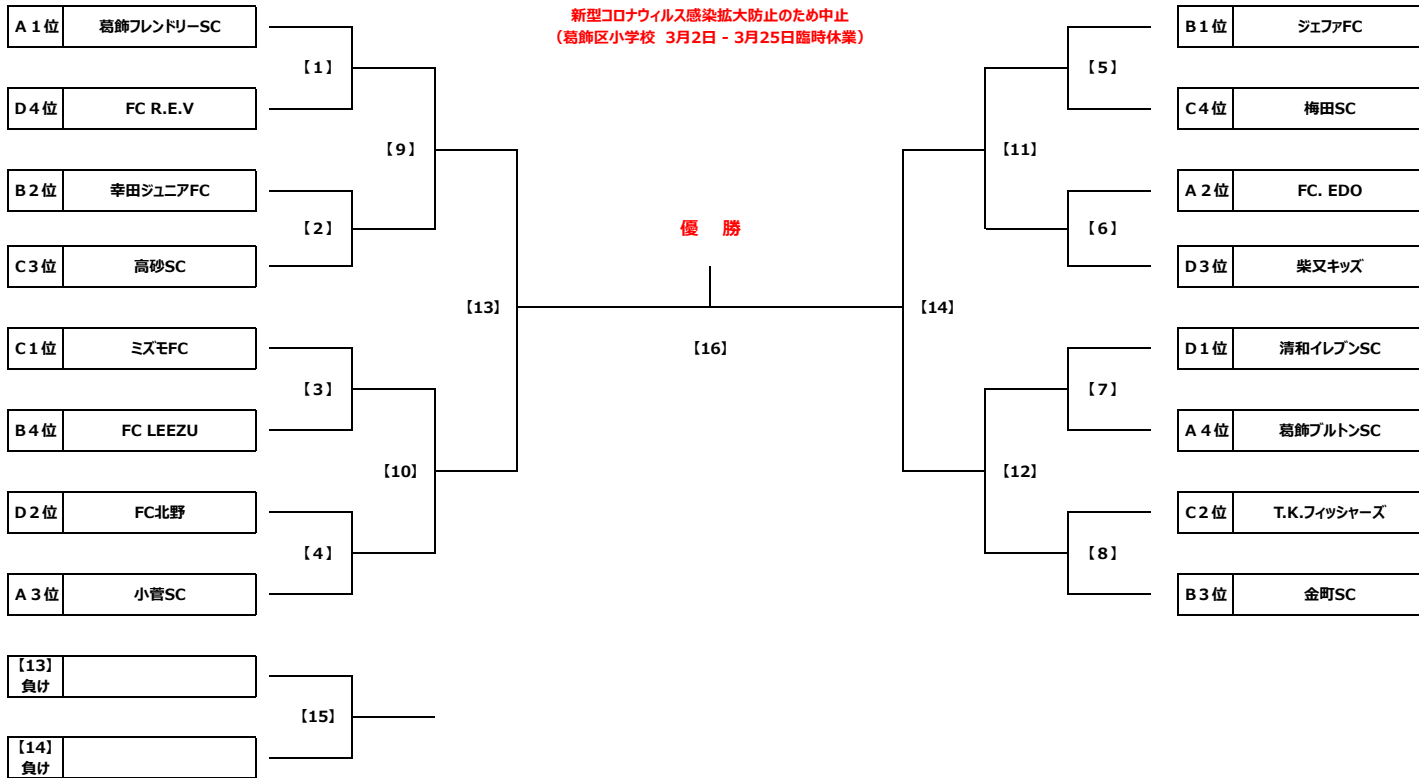 新型コロナウィルス感染拡大防止のため中止
（葛飾区小学校 3月2日 - 3月25日臨時休業）
A１位 葛飾フレンドリーSC
【1】
D４位 FC R.E.V
【9】
B２位 幸田ジュニアFC
【2】
C３位 高砂SC
【13】
C１位 ミズモFC
【3】
B４位 FC LEEZU
【10】
D２位 FC北野
【4】
A３位 小菅SC
【13】
負け
【15】
【14】
負け
優 勝
【16】
B１位 ジェファFC
【5】
C４位 梅田SC
【11】
A２位 FC. EDO
【6】
D３位 柴又キッズ
【14】
D１位 清和イレブンSC
【7】
A４位 葛飾ブルトンSC
【12】
C２位 T.K.フィッシャーズ
【8】
B３位 金町SC